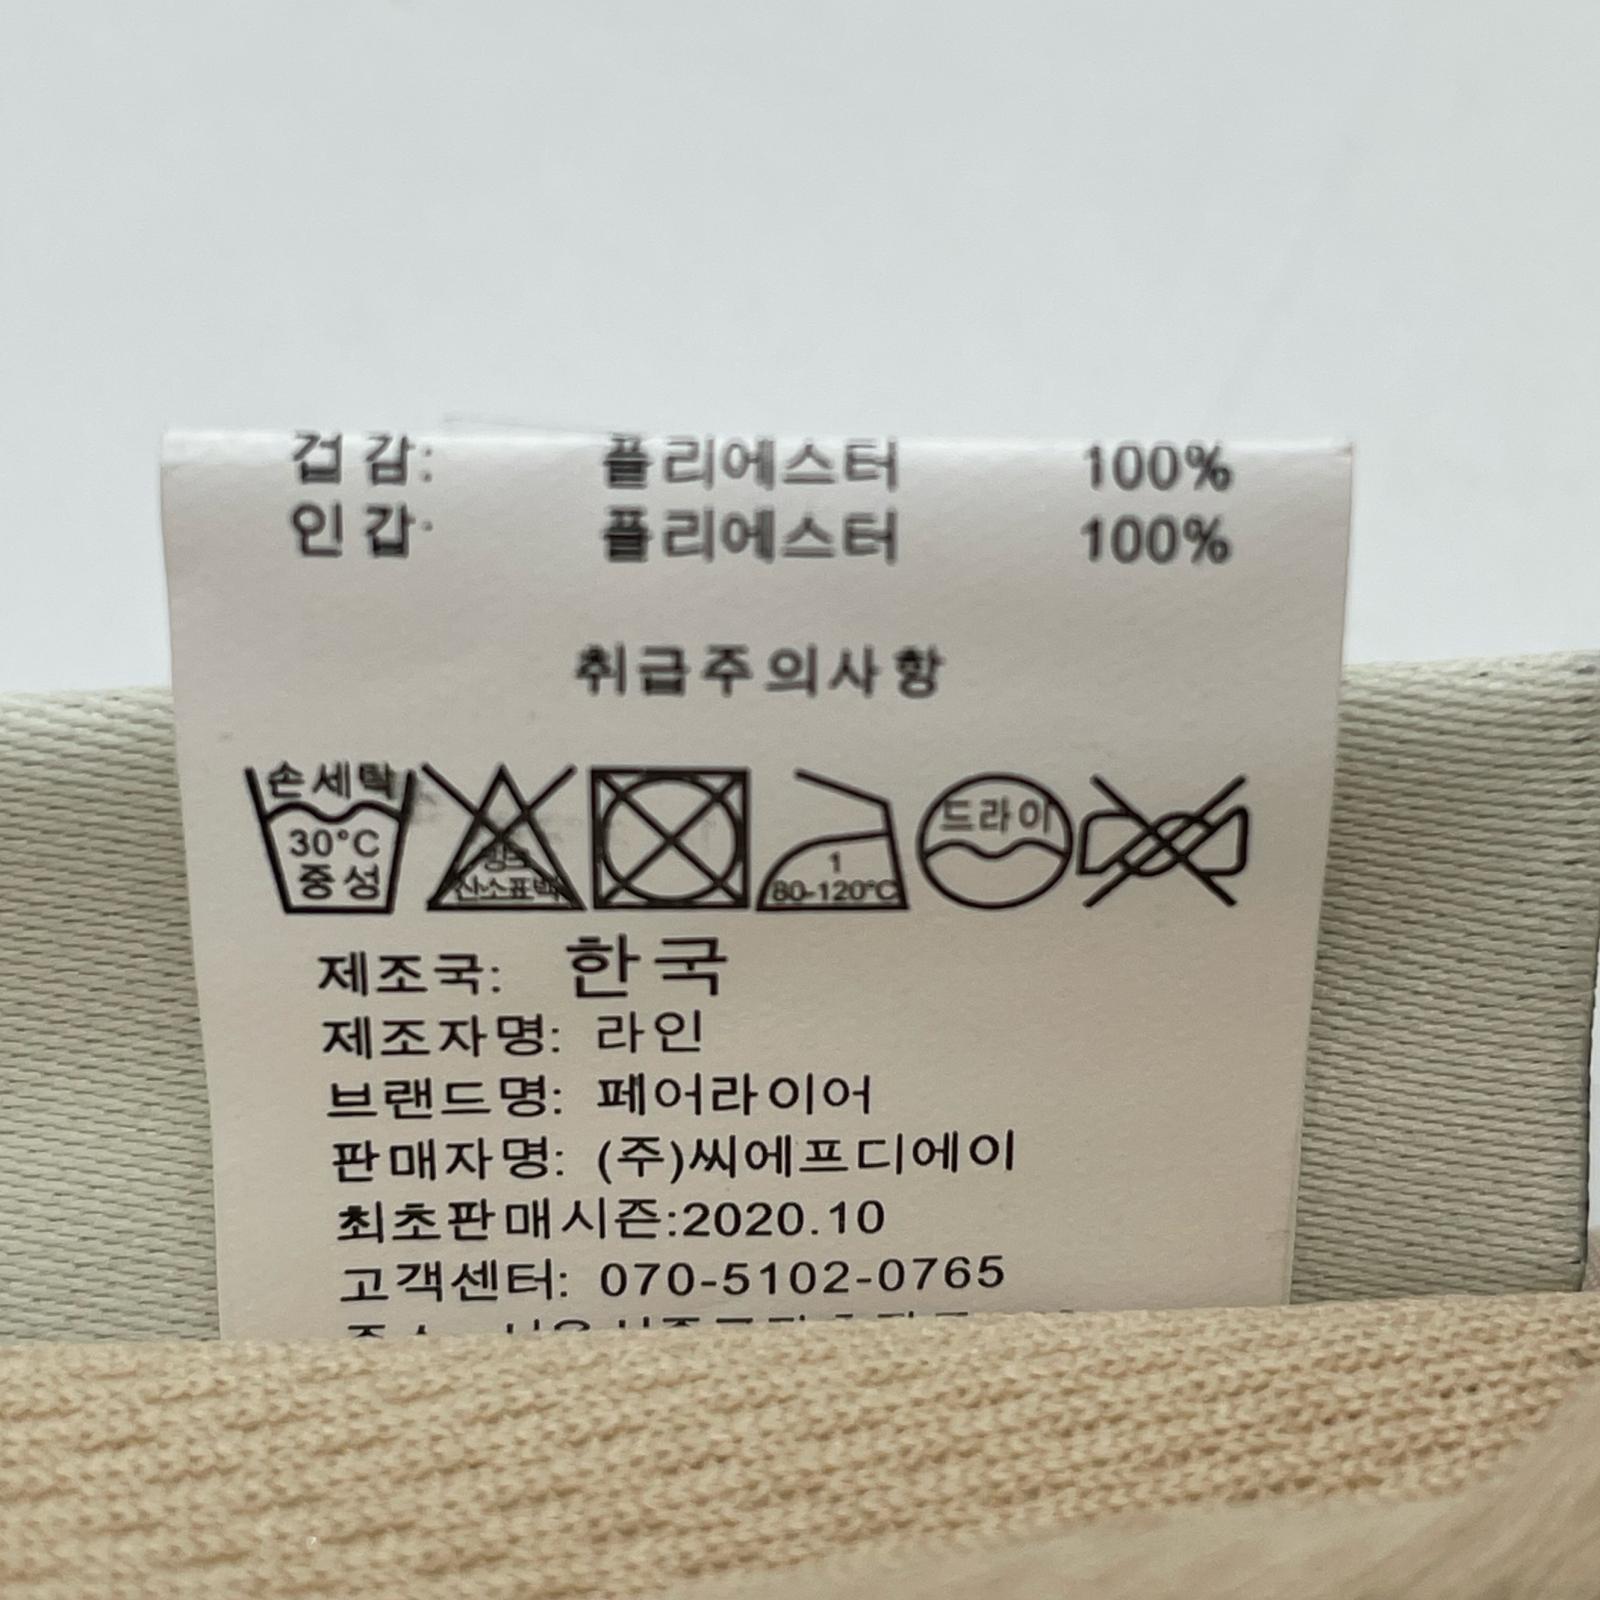 겁감: 폴리에스터 100%
인갑: 폴리에스터 100%
취급주의사항
손세탁
30°C
중성
산소표백
1
80-120°C
드라이
제조국: 한국
제조자명: 라인
브랜드명: 페어라이어
판매자명: (주)씨에프디에이
최초판매시즌:2020.10
고객센터: 070-5102-0765